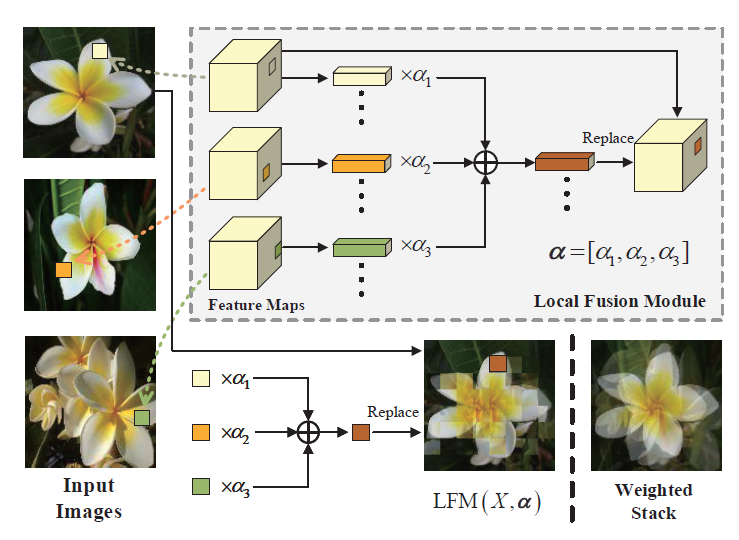 ×α₁
Replace
×α₂
×α₃
α=[α₁,α₂,α₃]
Feature Maps
Local Fusion Module
×α₁
Replace
×α₂
×α₃
Input
Images
LFM(X,α)
Weighted
Stack